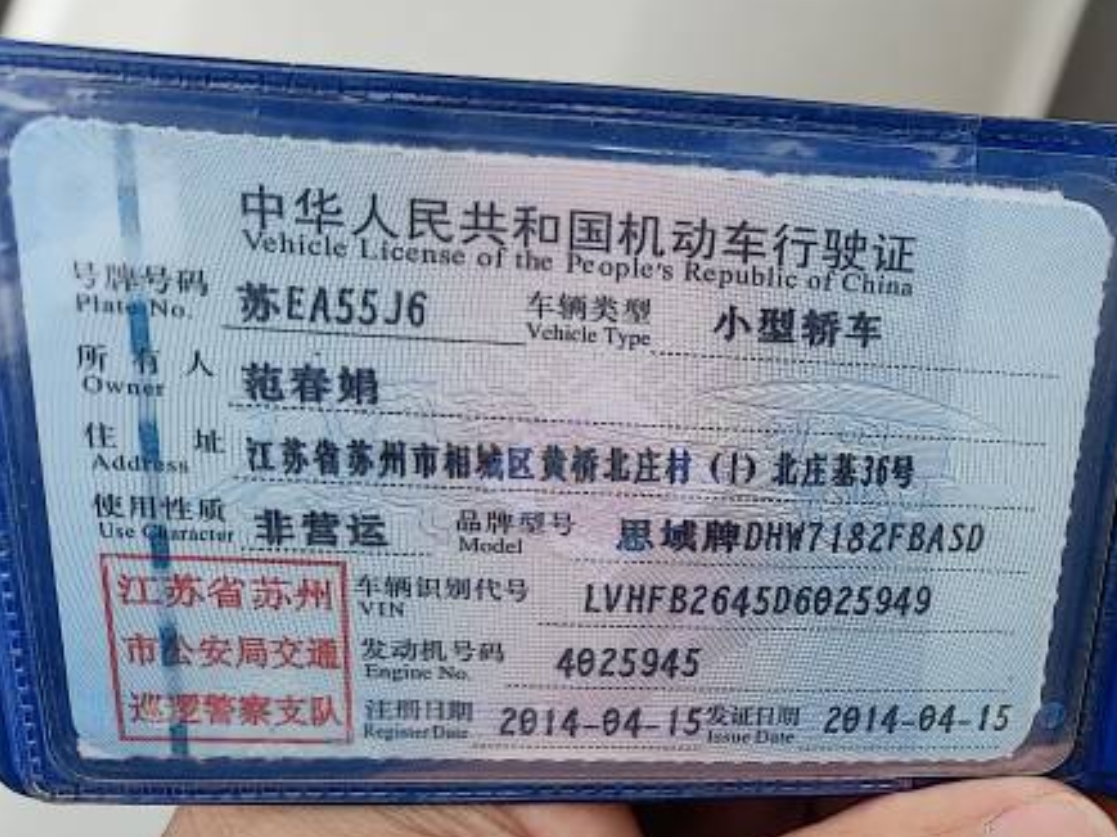 中华人民共和国机动车行驶证
Vehicle License of the People's Republic of China
号牌号码 苏EA55J6 车辆类型 小型轿车
Plate No. Vehicle Type
所有人 范春娟
Owner
住址 江苏省苏州市相城区黄桥北庄村(十)北庄基36号
Address
使用性质 非营运 品牌型号 思域牌DHW7182FBASD
Use Character Model
江苏省苏州 车辆识别代号 LVHFB2645D6025949
VIN
市公安局交通 发动机号码 4025945
Engine No.
巡逻警察支队 注册日期 2014-04-15 发证日期 2014-04-15
Register Date Issue Date